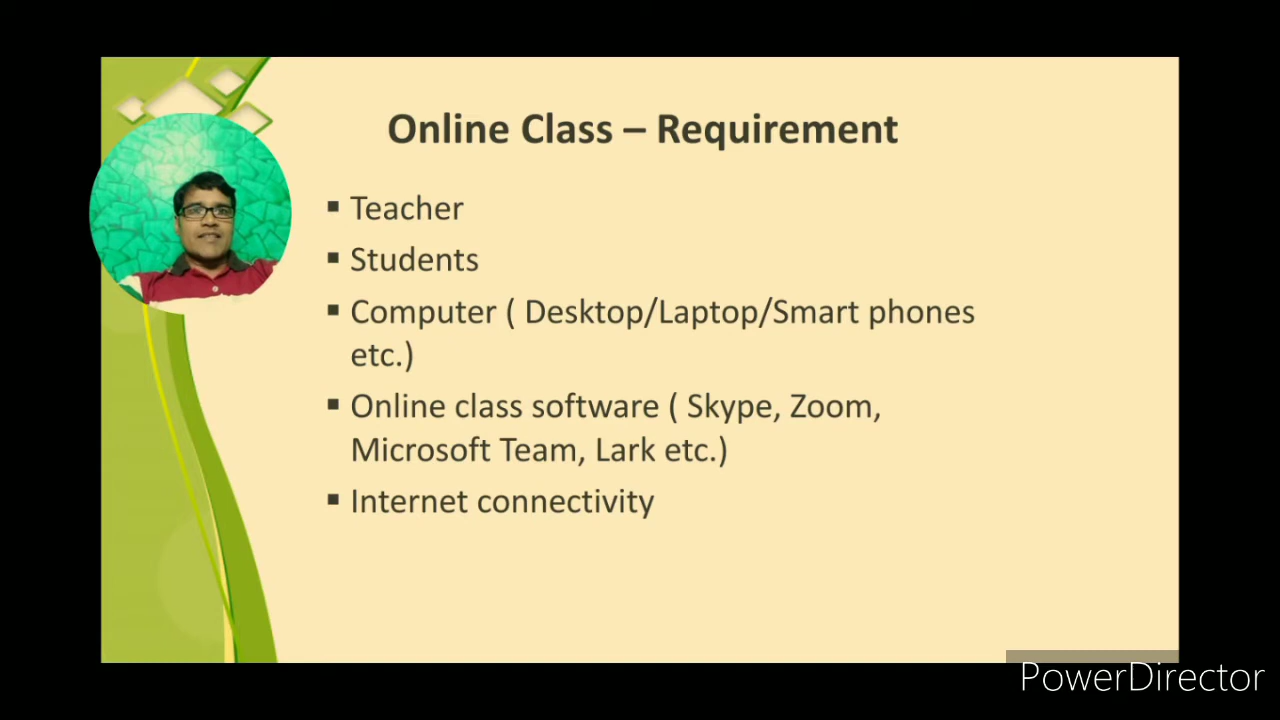 Online Class – Requirement
▪ Teacher
▪ Students
▪ Computer ( Desktop/Laptop/Smart phones
etc.)
▪ Online class software ( Skype, Zoom,
Microsoft Team, Lark etc.)
▪ Internet connectivity
PowerDirector